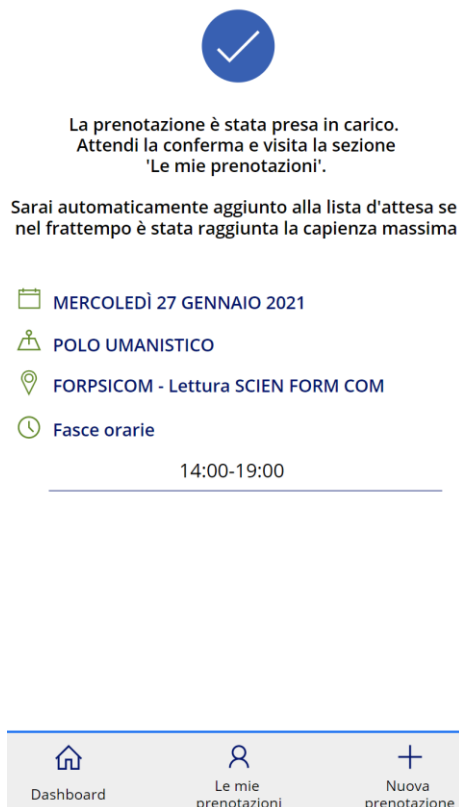 La prenotazione è stata presa in carico.
Attendi la conferma e visita la sezione
'Le mie prenotazioni'.
Sarai automaticamente aggiunto alla lista d'attesa se
nel frattempo è stata raggiunta la capienza massima
MERCOLEDÌ 27 GENNAIO 2021
POLO UMANISTICO
FORPSICOM - Lettura SCIEN FORM COM
Fasce orarie
14:00-19:00
Dashboard
Le mie
prenotazioni
Nuova
prenotazione